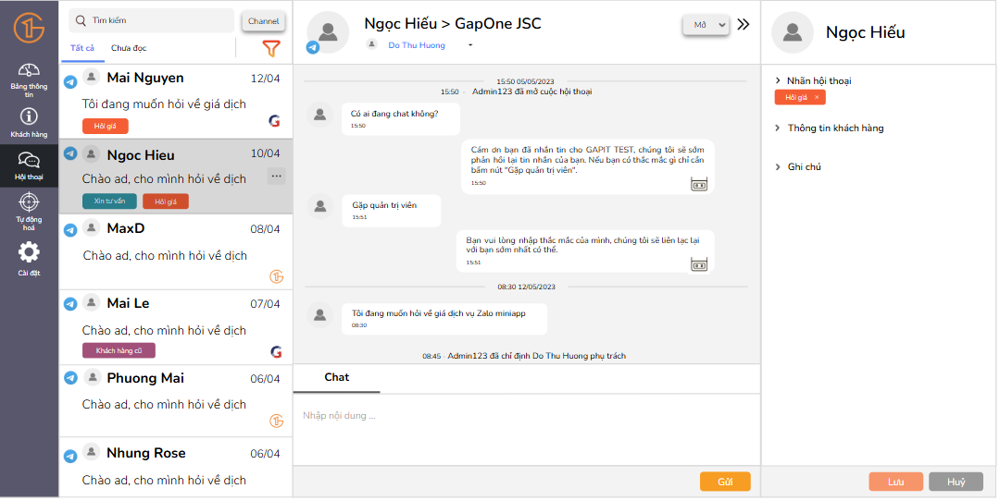 Bảng thông
tin
Khách hàng
Hội thoại
Tự động
hoá
Cài đặt
Tìm kiếm
Channel
Tất cả
Chưa đọc
Mai Nguyen
12/04
Tôi đang muốn hỏi về giá dịch
Hỏi giá
Ngoc Hieu
10/04
Chào ad, cho mình hỏi về dịch
...
Xin tư vấn
Hỏi giá
MaxD
08/04
Chào ad, cho mình hỏi về dịch
Mai Le
07/04
Chào ad, cho mình hỏi về dịch
Khách hàng cũ
Phuong Mai
06/04
Chào ad, cho mình hỏi về dịch
Nhung Rose
06/04
Chào ad, cho mình hỏi về dịch
Ngọc Hiếu > GapOne JSC
Do Thu Huong
Mở
15:50 05/05/2023
15:50 - Admin123 đã mở cuộc hội thoại
Có ai đang chat không?
15:50
Cám ơn bạn đã nhắn tin cho GAPIT TEST, chúng tôi sẽ sớm
phản hồi lại tin nhắn của bạn. Nếu bạn có thắc mắc gì chỉ cần
bấm nút "Gặp quản trị viên".
15:50
Gặp quản trị viên
15:51
Bạn vui lòng nhập thắc mắc của mình, chúng tôi sẽ liên lạc lại
với bạn sớm nhất có thể.
15:51
08:30 12/05/2023
Tôi đang muốn hỏi về giá dịch vụ Zalo miniapp
08:30
08:45 - Admin123 đã chỉ định Do Thu Huong phụ trách
Chat
Nhập nội dung ...
Gửi
Ngọc Hiếu
Nhãn hội thoại
Hỏi giá ×
Thông tin khách hàng
Ghi chú
Lưu
Huỷ